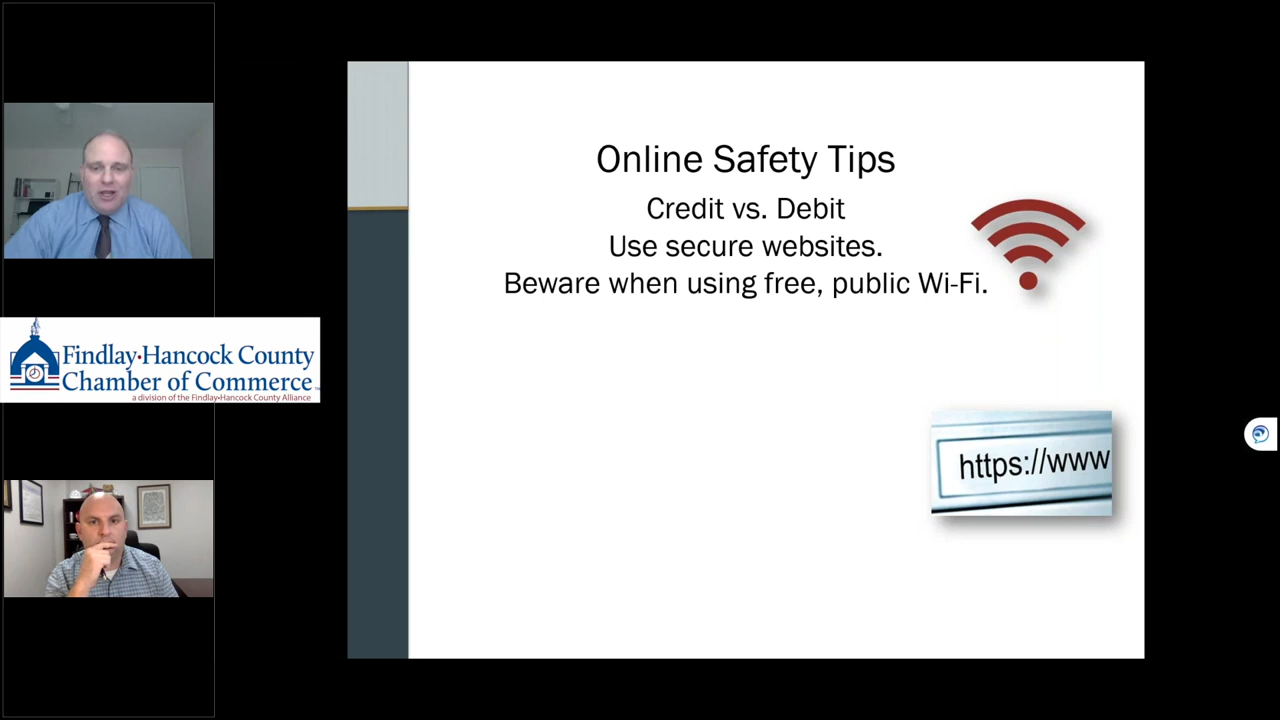 Online Safety Tips
Credit vs. Debit
Use secure websites.
Beware when using free, public Wi-Fi.
Findlay•Hancock County
Chamber of Commerce
a division of the Findlay•Hancock County Alliance
https://www